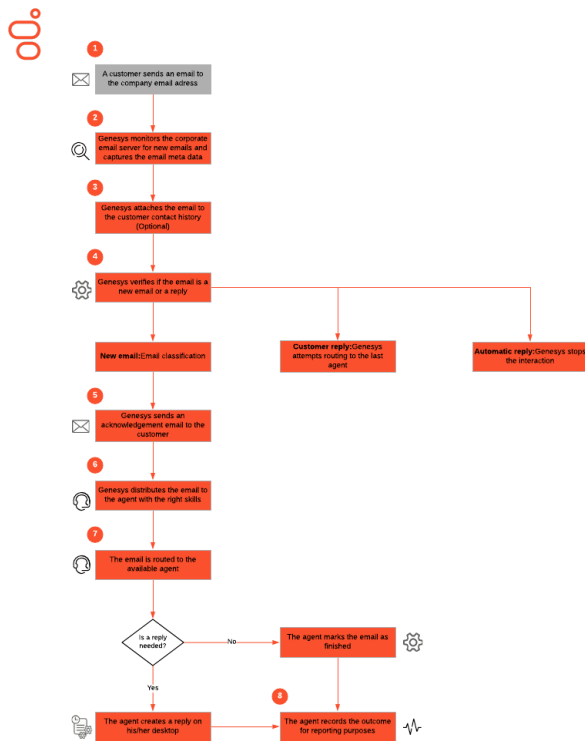 1
A customer sends an email to
the company email adress
2
Genesys monitors the corporate
email server for new emails and
captures the email meta data
3
Genesys attaches the email to
the customer contact history
(Optional)
4
Genesys verifies if the email is a
new email or a reply
New email:Email classification
Customer reply:Genesys
attempts routing to the last
agent
Automatic reply:Genesys stops
the interaction
5
Genesys sends an
acknowledgement email to the
customer
6
Genesys distributes the email to
the agent with the right skills
7
The email is routed to the
available agent
Is a reply
needed?
No
The agent marks the email as
finished
Yes
8
The agent creates a reply on
his/her desktop
The agent records the outcome
for reporting purposes